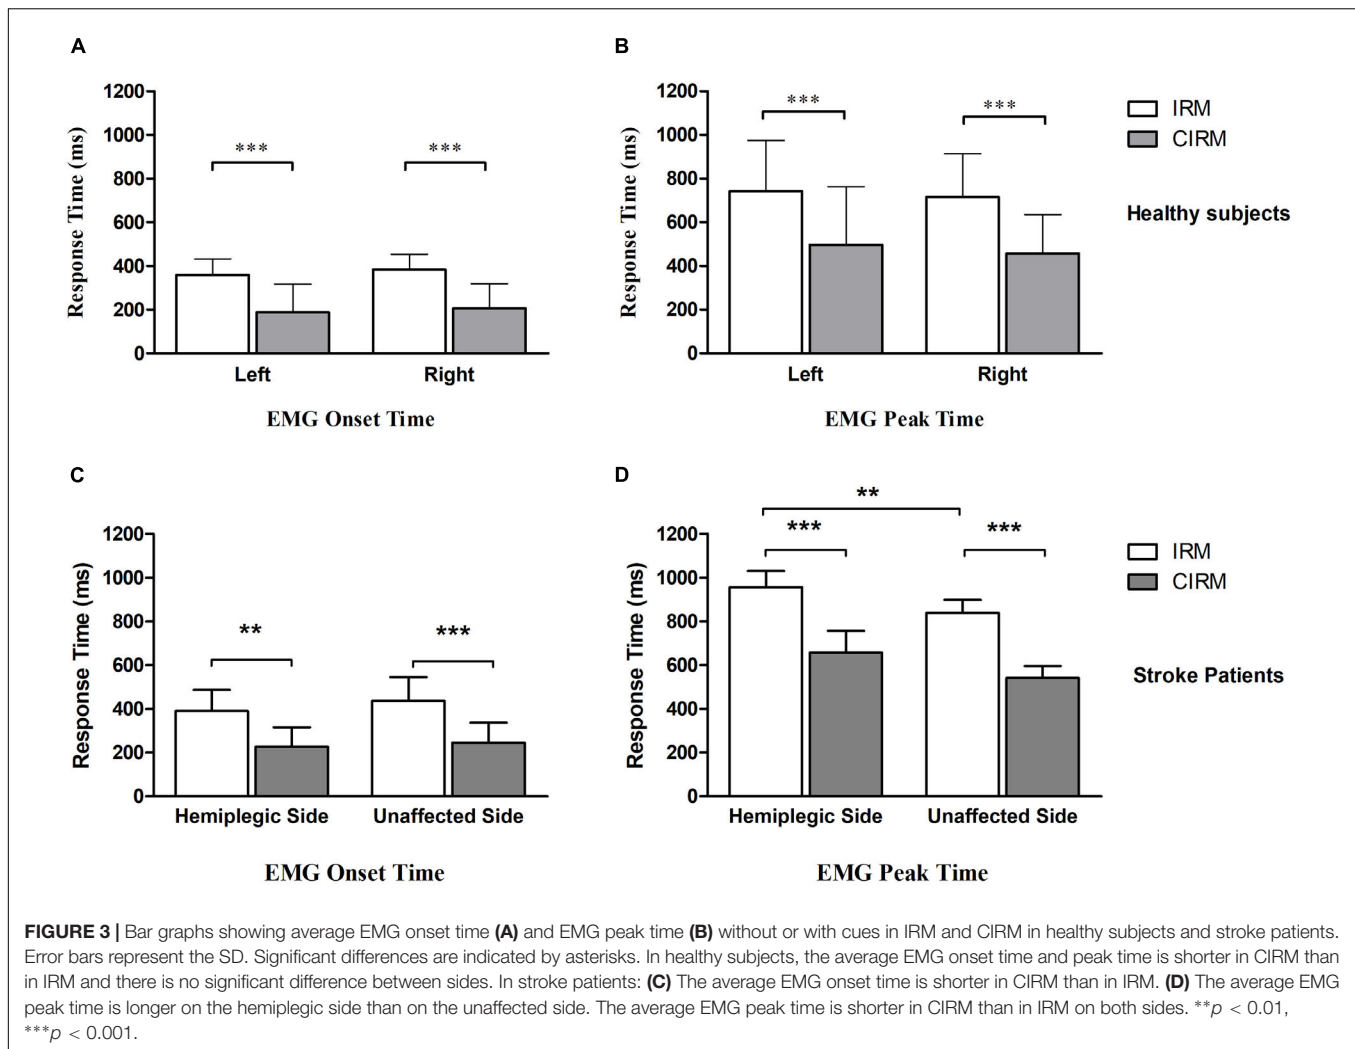 A
B
1200
1000
800
600
400
200
0
Response Time (ms)
***
***
Left
Right
EMG Onset Time
1200
1000
800
600
400
200
0
Response Time (ms)
***
***
Left
Right
EMG Peak Time
IRM
CIRM
Healthy subjects
C
D
1200
1000
800
600
400
200
0
Response Time (ms)
**
***
Hemiplegic Side
Unaffected Side
EMG Onset Time
1200
1000
800
600
400
200
0
Response Time (ms)
**
***
***
Hemiplegic Side
Unaffected Side
EMG Peak Time
IRM
CIRM
Stroke Patients
FIGURE 3 | Bar graphs showing average EMG onset time (A) and EMG peak time (B) without or with cues in IRM and CIRM in healthy subjects and stroke patients.
Error bars represent the SD. Significant differences are indicated by asterisks. In healthy subjects, the average EMG onset time and peak time is shorter in CIRM than
in IRM and there is no significant difference between sides. In stroke patients: (C) The average EMG onset time is shorter in CIRM than in IRM. (D) The average EMG
peak time is longer on the hemiplegic side than on the unaffected side. The average EMG peak time is shorter in CIRM than in IRM on both sides. **p < 0.01,
***p < 0.001.